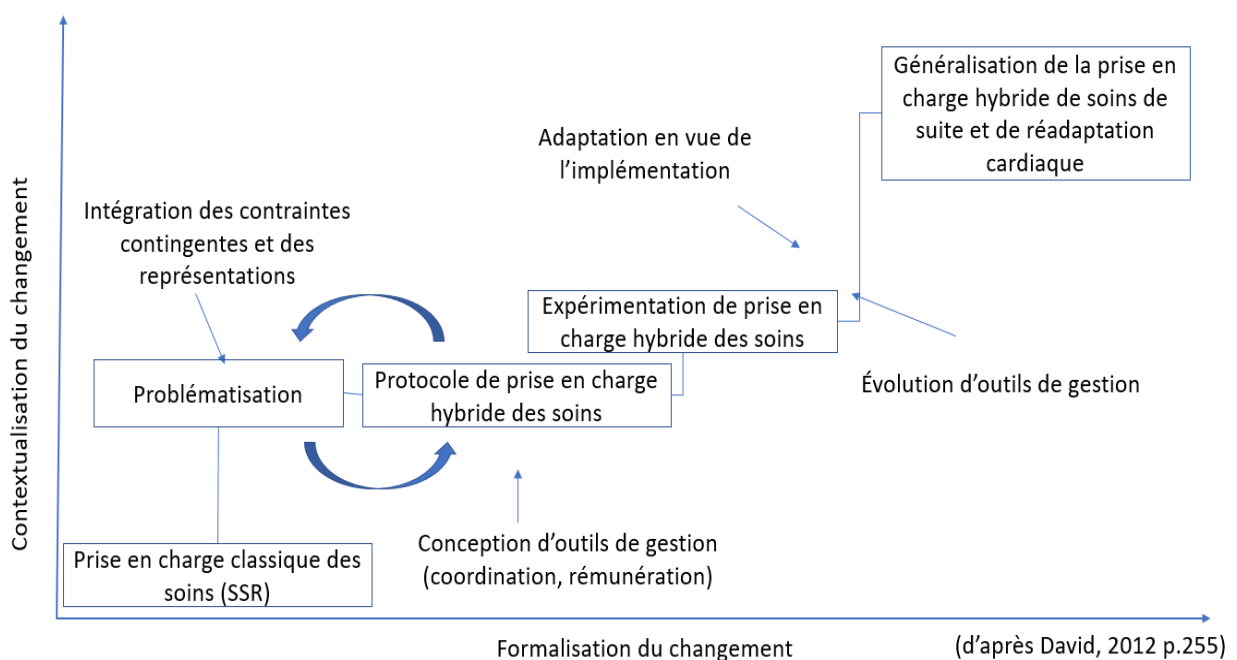 Contextualisation du changement
Généralisation de la prise en
charge hybride de soins de
suite et de réadaptation
cardiaque
Adaptation en vue de
l’implémentation
Intégration des contraintes
contingentes et des
représentations
Expérimentation de prise en
charge hybride des soins
Problématisation
Protocole de prise en charge
hybride des soins
Évolution d’outils de gestion
Prise en charge classique des
soins (SSR)
Conception d’outils de gestion
(coordination, rémunération)
Formalisation du changement
(d’après David, 2012 p.255)